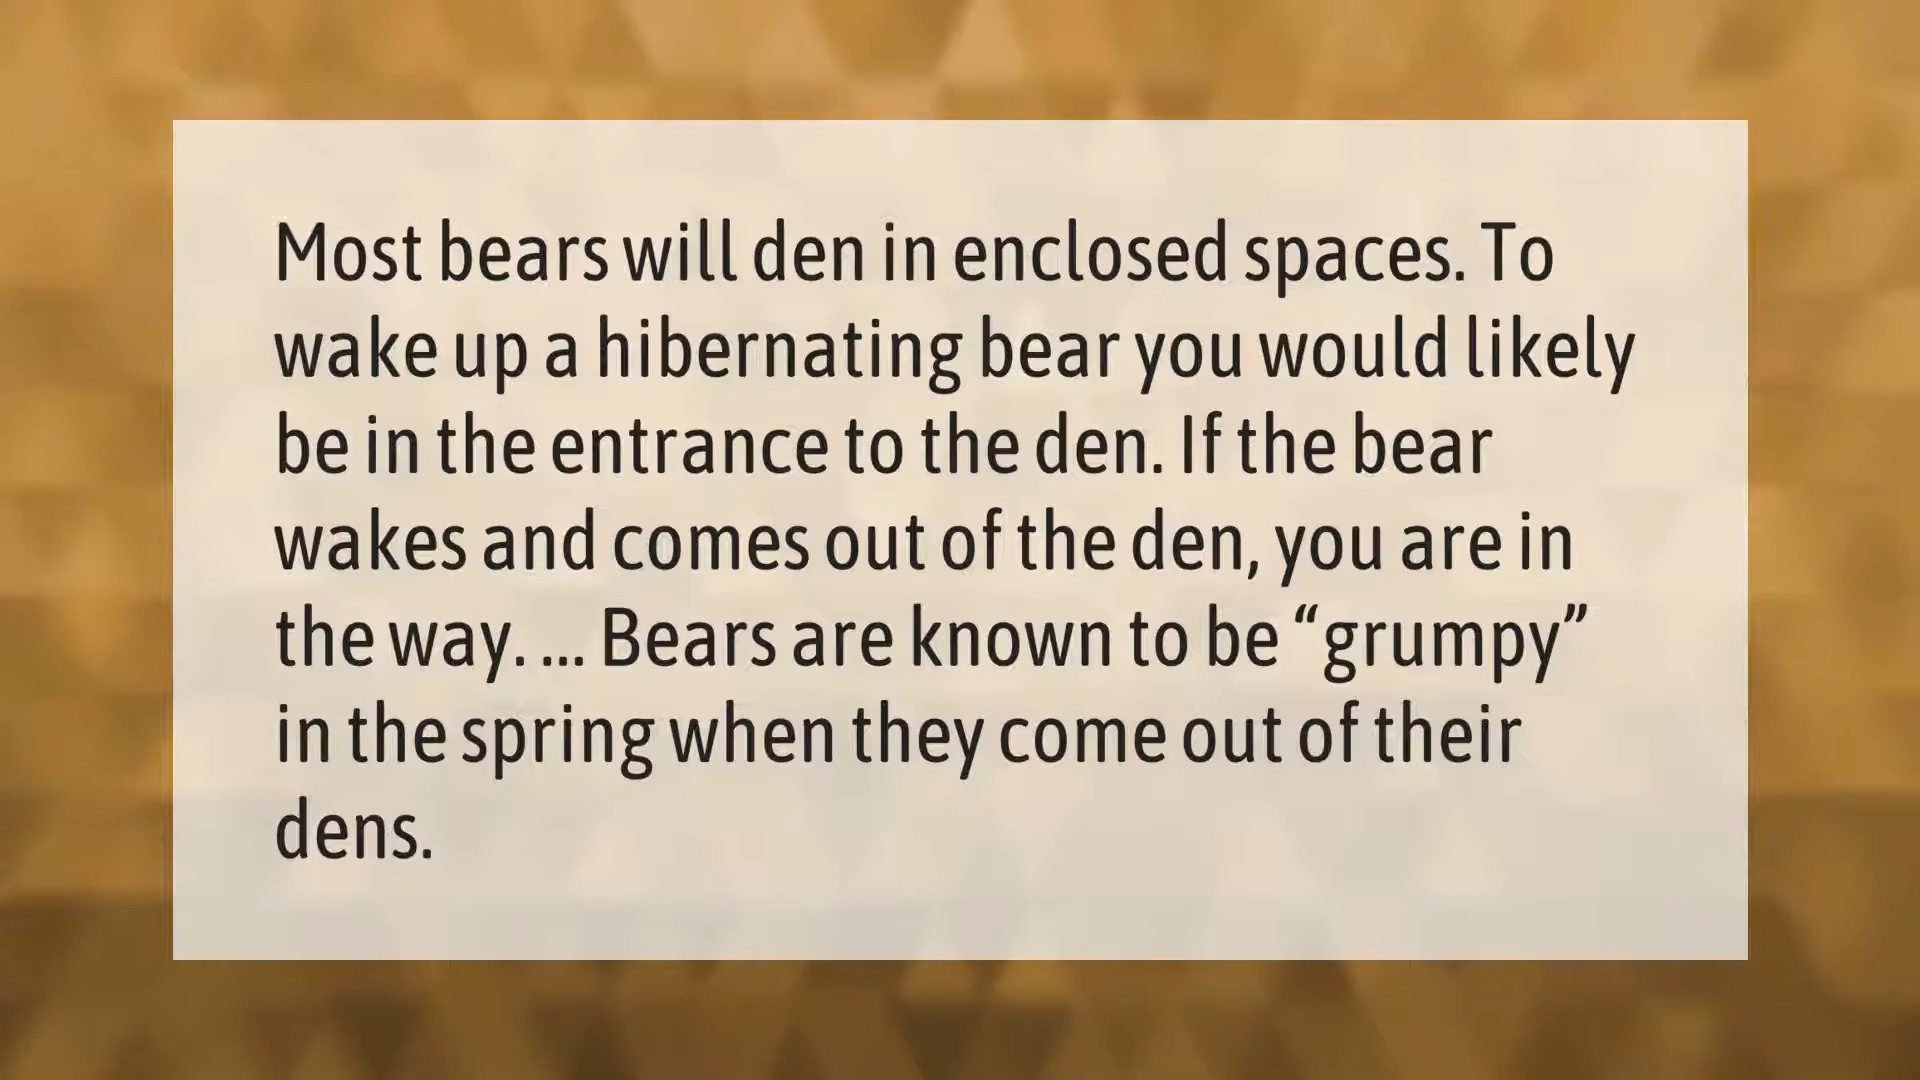 Most bears will den in enclosed spaces. To
wake up a hibernating bear you would likely
be in the entrance to the den. If the bear
wakes and comes out of the den, you are in
the way. ... Bears are known to be “grumpy”
in the spring when they come out of their
dens.